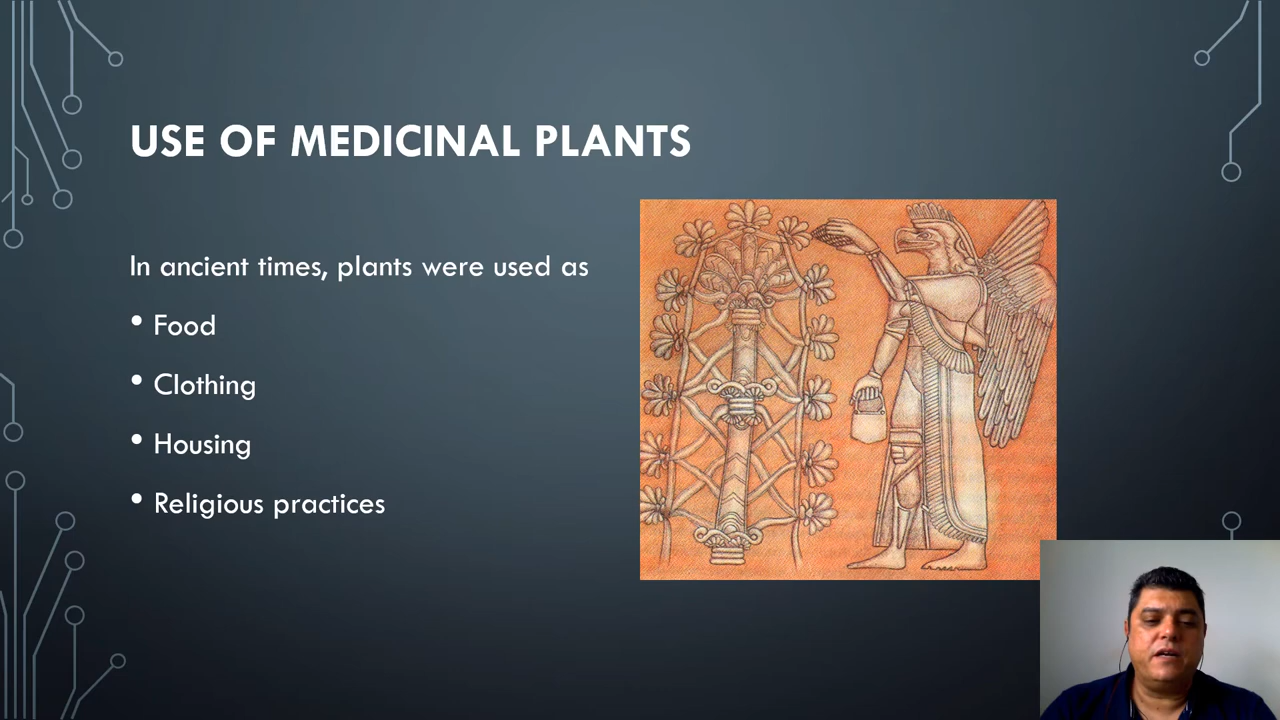 USE OF MEDICINAL PLANTS
In ancient times, plants were used as
• Food
• Clothing
• Housing
• Religious practices